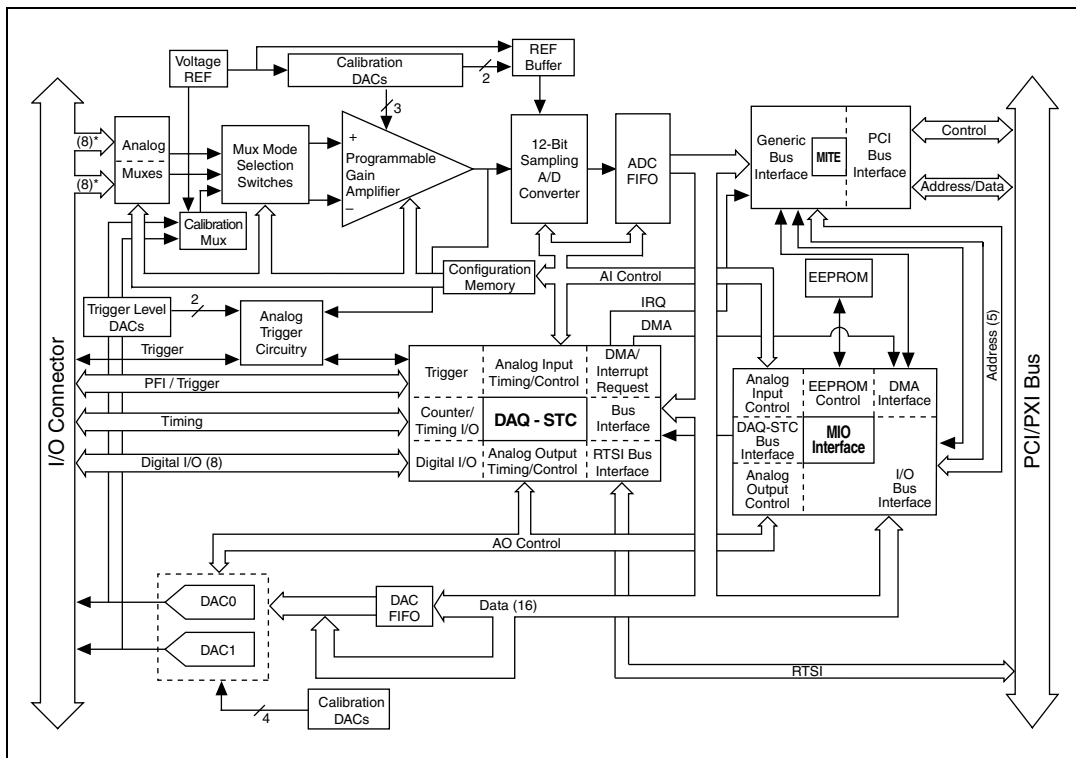 Voltage
REF
Calibration
DACs
2
REF
Buffer
3
(8)*
(8)*
Analog
Muxes
Mux Mode
Selection
Switches
+
Programmable
Gain
Amplifier
–
12-Bit
Sampling
A/D
Converter
ADC
FIFO
Generic
Bus
Interface
MITE
PCI
Bus
Interface
Control
Address/Data
Calibration
Mux
Configuration
Memory
AI Control
EEPROM
Trigger Level
DACs
2
Analog
Trigger
Circuitry
IRQ
DMA
Address (5)
I/O Connector
PCI/PXI Bus
Trigger
PFI / Trigger
Timing
Digital I/O (8)
Trigger
Analog Input
Timing/Control
DMA/
Interrupt
Request
Counter/
Timing I/O
DAQ - STC
Bus
Interface
Digital I/O
Analog Output
Timing/Control
RTSI Bus
Interface
Analog
Input
Control
EEPROM
Control
DMA
Interface
DAQ-STC
Bus
Interface
MIO
Interface
Analog
Output
Control
I/O
Bus
Interface
AO Control
DAC0
DAC1
DAC
FIFO
Data (16)
RTSI
4
Calibration
DACs